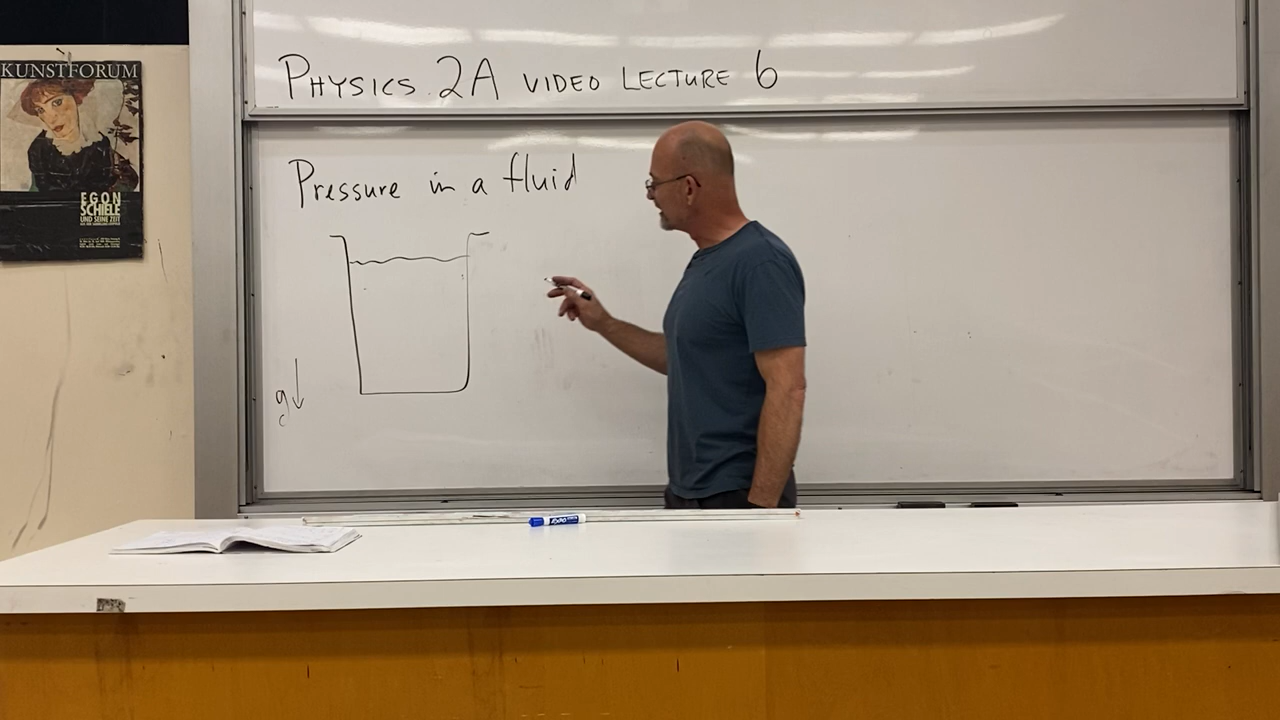 KUNSTFORUM
EGON
SCHIELE
UND SEINE ZEIT
PHYSICS 2A VIDEO LECTURE 6
Pressure in a fluid
g
EXPO